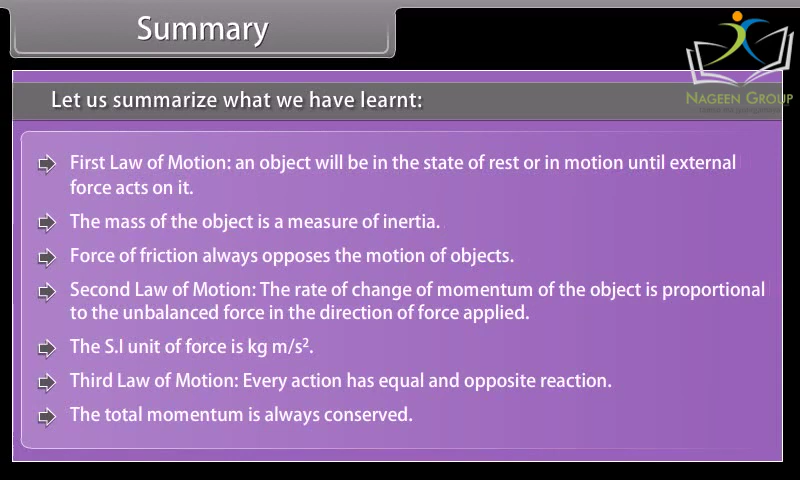 Summary
NAGEEN GROUP
Let us summarize what we have learnt:
First Law of Motion: an object will be in the state of rest or in motion until external
force acts on it.
The mass of the object is a measure of inertia.
Force of friction always opposes the motion of objects.
Second Law of Motion: The rate of change of momentum of the object is proportional
to the unbalanced force in the direction of force applied.
The S.I unit of force is kg m/s².
Third Law of Motion: Every action has equal and opposite reaction.
The total momentum is always conserved.